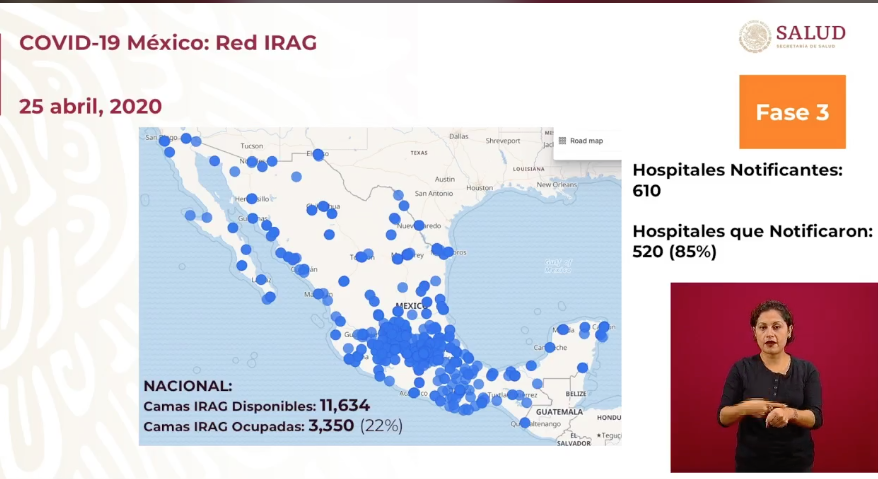 COVID-19 México: Red IRAG
SALUD
SECRETARÍA DE SALUD
25 abril, 2020
Fase 3
Road map
Dallas
Shreveport
Tucson
TEXAS
LOUISIANA
Austin
Houston
New Orleans
San Antonio
Hospitales Notificantes:
610
Hospitales que Notificaron:
520 (85%)
MEXICO
NACIONAL:
Camas IRAG Disponibles: 11,634
Camas IRAG Ocupadas: 3,350 (22%)
BELIZE
GUATEMALA
HONDU
EL
SALVADOR
Teguc